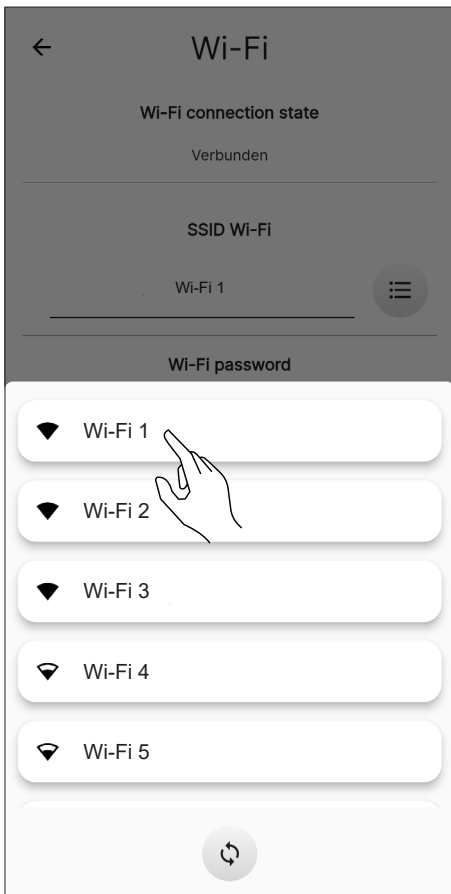 Wi-Fi
Wi-Fi connection state
Verbunden
SSID Wi-Fi
Wi-Fi 1
Wi-Fi password
Wi-Fi 1
Wi-Fi 2
Wi-Fi 3
Wi-Fi 4
Wi-Fi 5